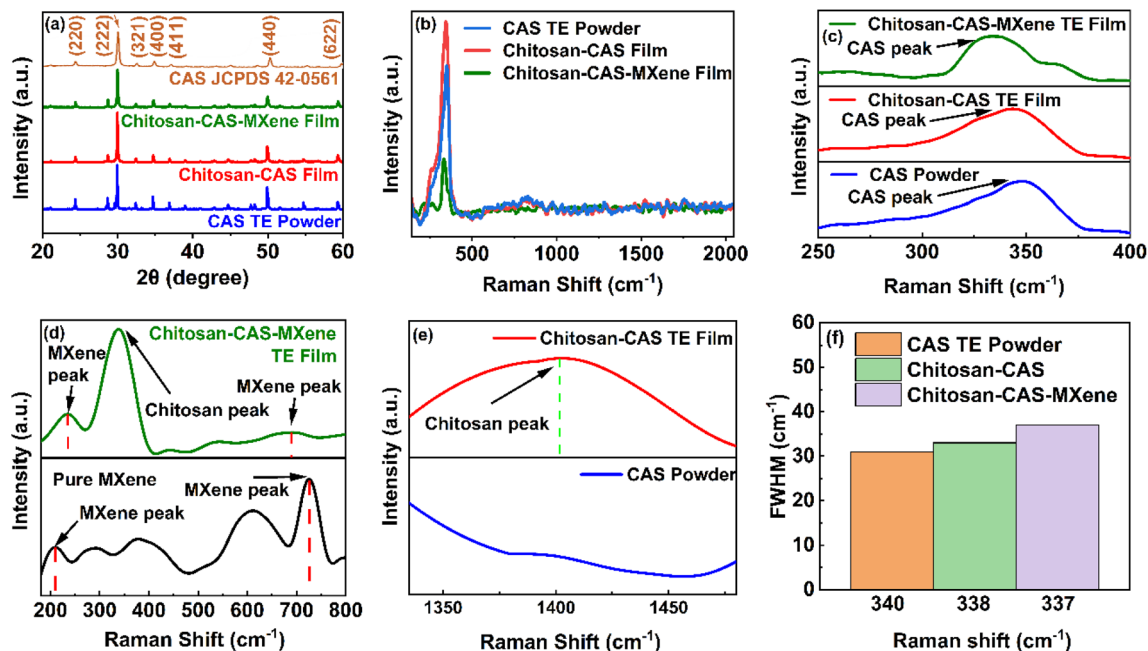 (a)
(220)
(222)
(321)
(400)
(411)
(440)
(622)
CAS JCPDS 42-0561
Chitosan-CAS-MXene Film
Chitosan-CAS Film
CAS TE Powder
Intensity (a.u.)
20 30 40 50 60
2θ (degree)
(b)
CAS TE Powder
Chitosan-CAS Film
Chitosan-CAS-MXene Film
Intensity (a.u.)
500 1000 1500 2000
Raman Shift (cm-1)
(c)
Chitosan-CAS-MXene TE Film
CAS peak
Chitosan-CAS TE Film
CAS peak
CAS Powder
CAS peak
Intensity (a.u.)
250 300 350 400
Raman Shift (cm-1)
(d)
Chitosan-CAS-MXene
TE Film
MXene
peak
MXene peak
Chitosan peak
Pure MXene
MXene peak
MXene peak
Intensity (a.u.)
200 300 400 500 600 700 800
Raman Shift (cm-1)
(e)
Chitosan-CAS TE Film
Chitosan peak
CAS Powder
Intensity (a.u.)
1350 1400 1450
Raman Shift (cm-1)
(f)
CAS TE Powder
Chitosan-CAS
Chitosan-CAS-MXene
FWHM (cm-1)
60
50
40
30
20
10
0
340 338 337
Raman shift (cm-1)